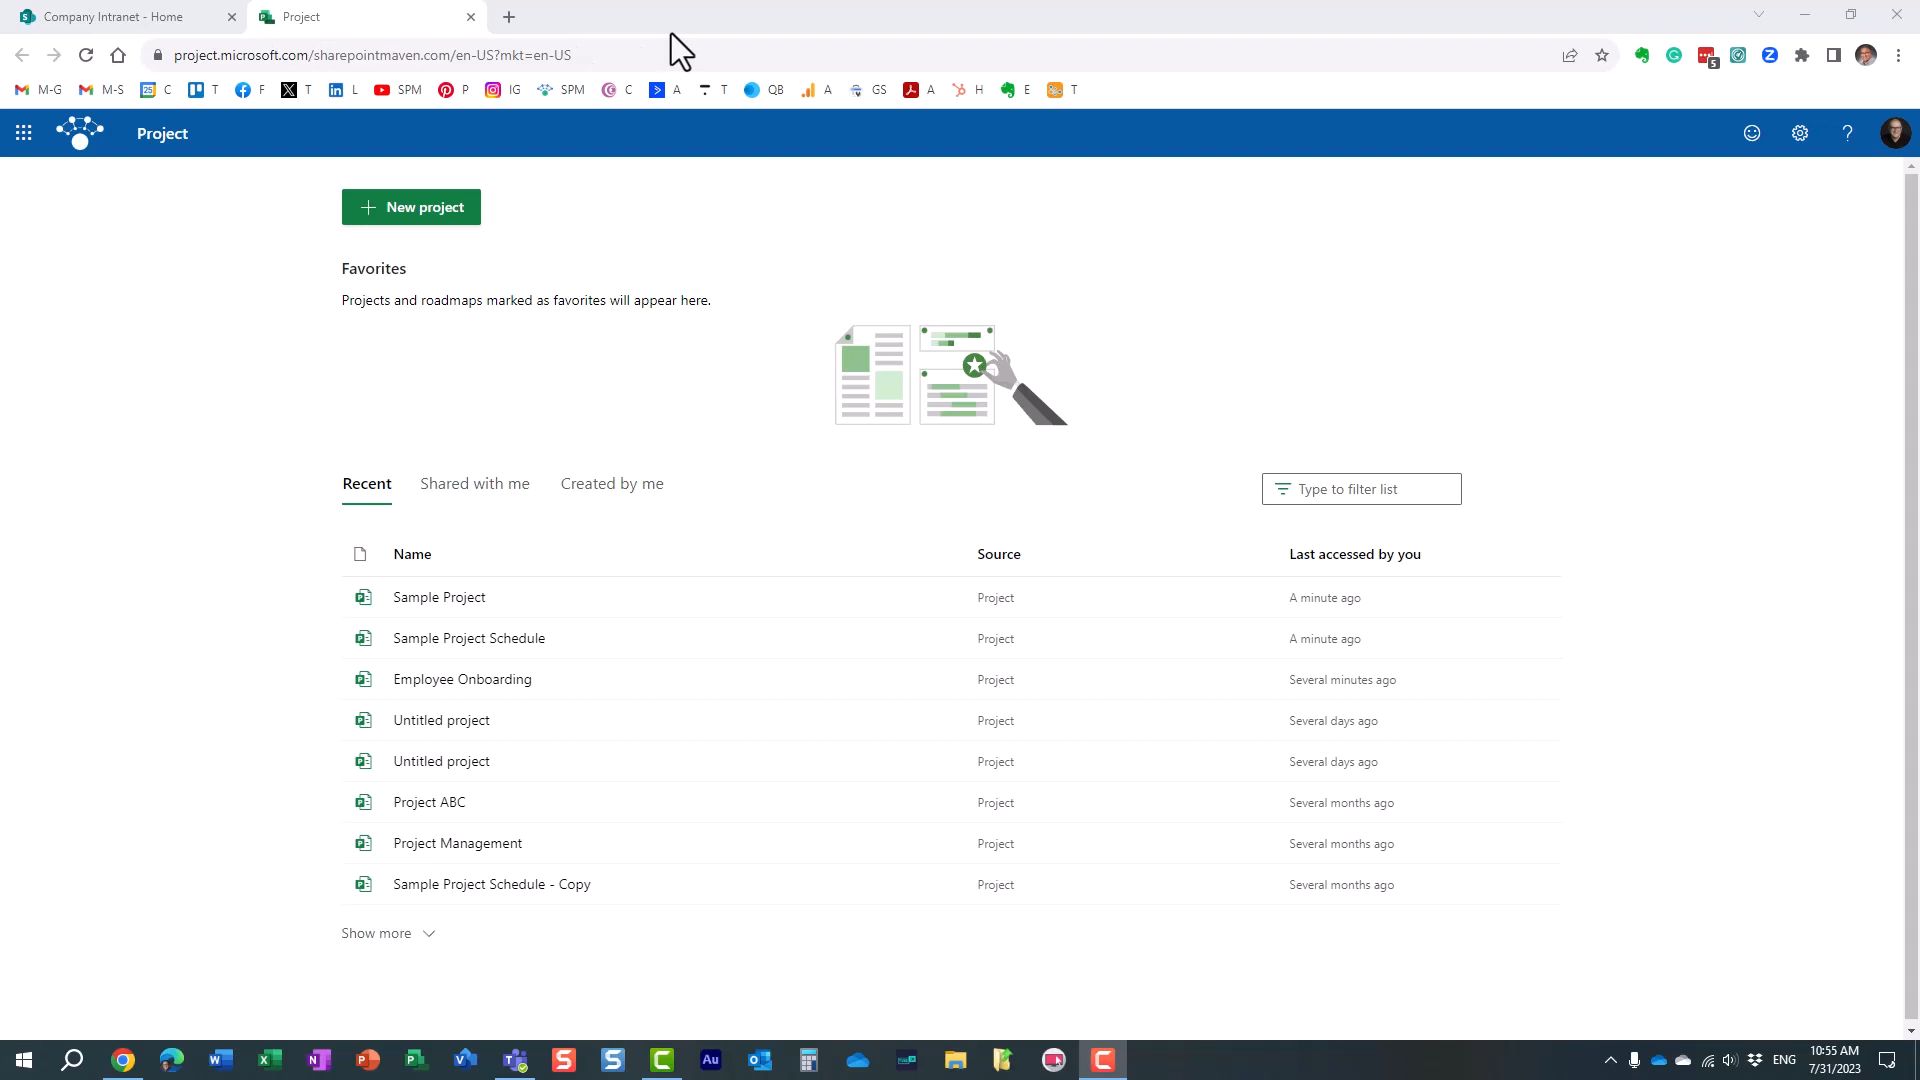 Company Intranet - Home
Project
project.microsoft.com/sharepointmaven.com/en-US?mkt=en-US
M-G
M-S
25
C
T
F
T
L
SPM
P
IG
SPM
C
A
T
QB
A
GS
A
H
E
T
Project
New project
Favorites
Projects and roadmaps marked as favorites will appear here.
Recent
Shared with me
Created by me
Type to filter list
Name
Source
Last accessed by you
Sample Project
Project
A minute ago
Sample Project Schedule
Project
A minute ago
Employee Onboarding
Project
Several minutes ago
Untitled project
Project
Several days ago
Untitled project
Project
Several days ago
Project ABC
Project
Several months ago
Project Management
Project
Several months ago
Sample Project Schedule - Copy
Project
Several months ago
Show more
ENG
10:55 AM
7/31/2023